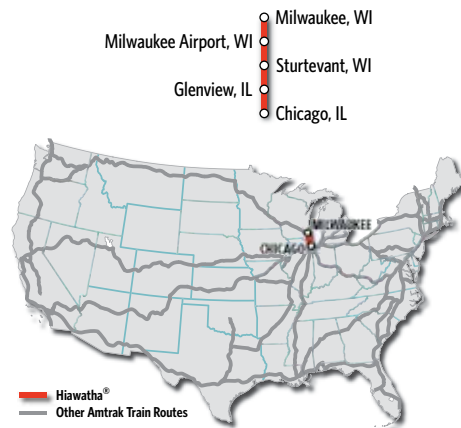 Milwaukee, WI
Milwaukee Airport, WI
Sturtevant, WI
Glenview, IL
Chicago, IL
MILWAUKEE
CHICAGO
Hiawatha®
Other Amtrak Train Routes